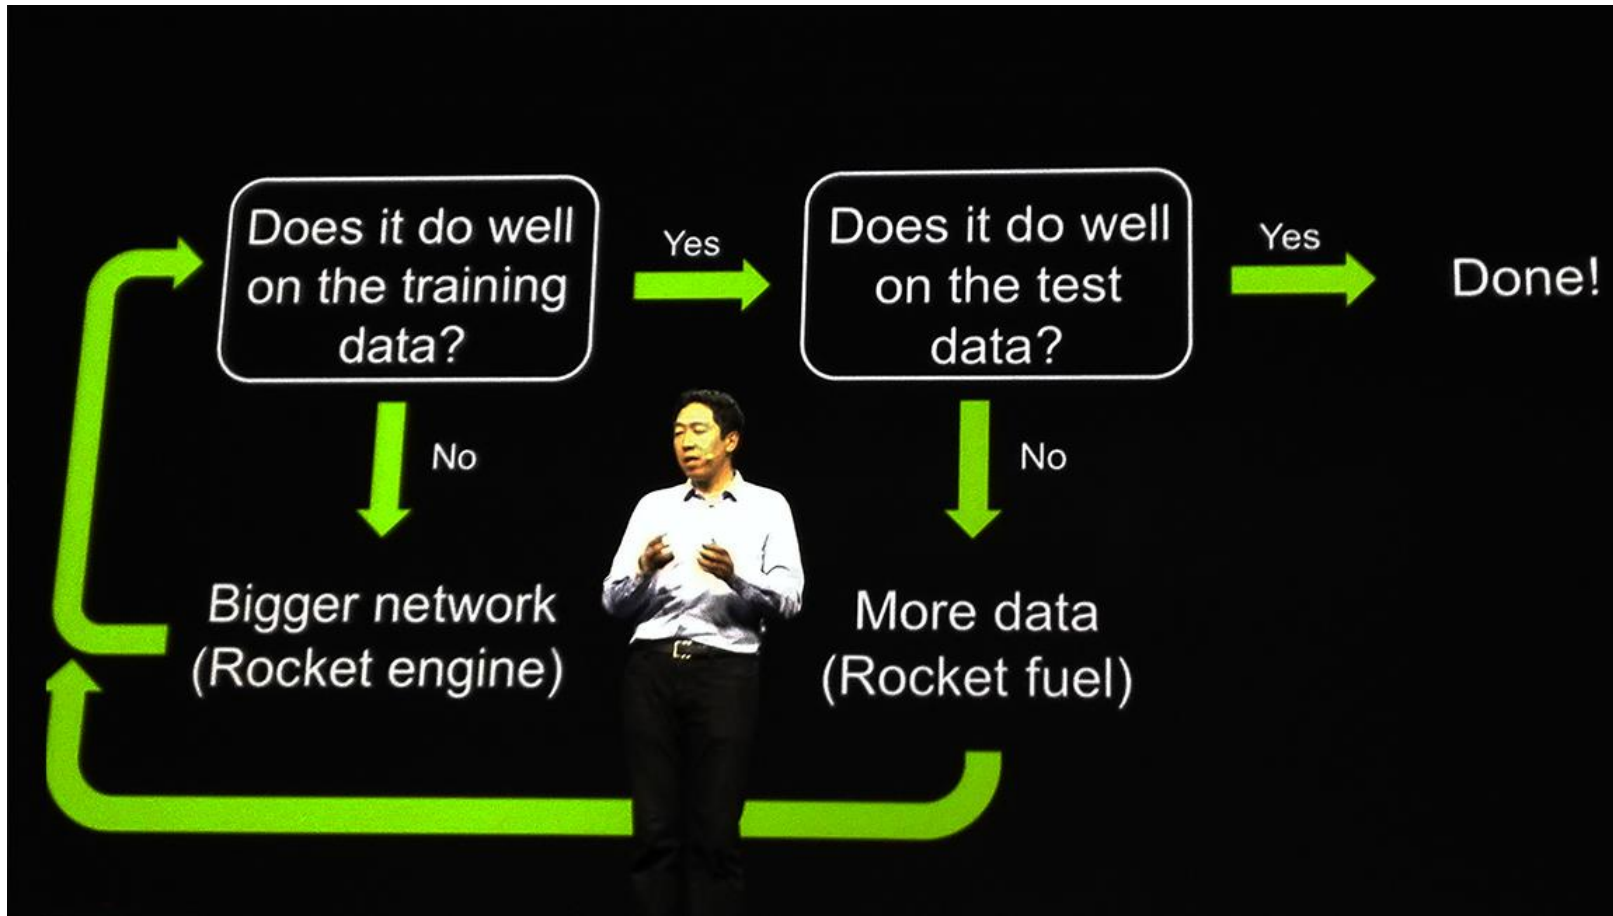 Does it do well
on the training
data?
Yes
Does it do well
on the test
data?
Yes
Done!
No
No
Bigger network
(Rocket engine)
More data
(Rocket fuel)